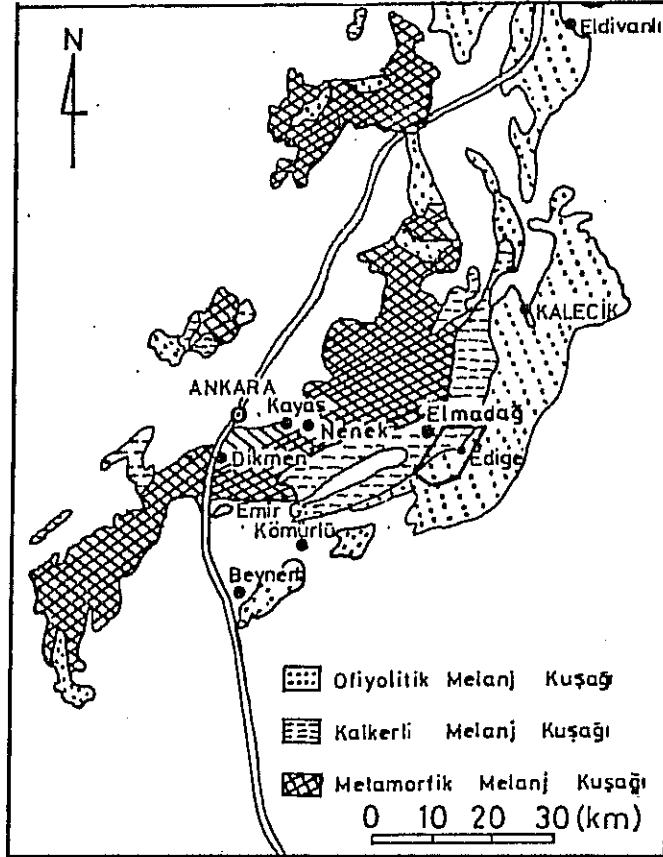 N
Eldivanlı
KALECİK
ANKARA
Kayaş
Nenek
Elmadağ
Dikmen
Edige
Emir G.
Kömürlü
Beynem
Ofiyolitik Melanj Kuşağı
Kalkerli Melanj Kuşağı
Metamorfik Melanj Kuşağı
0 10 20 30 (km)